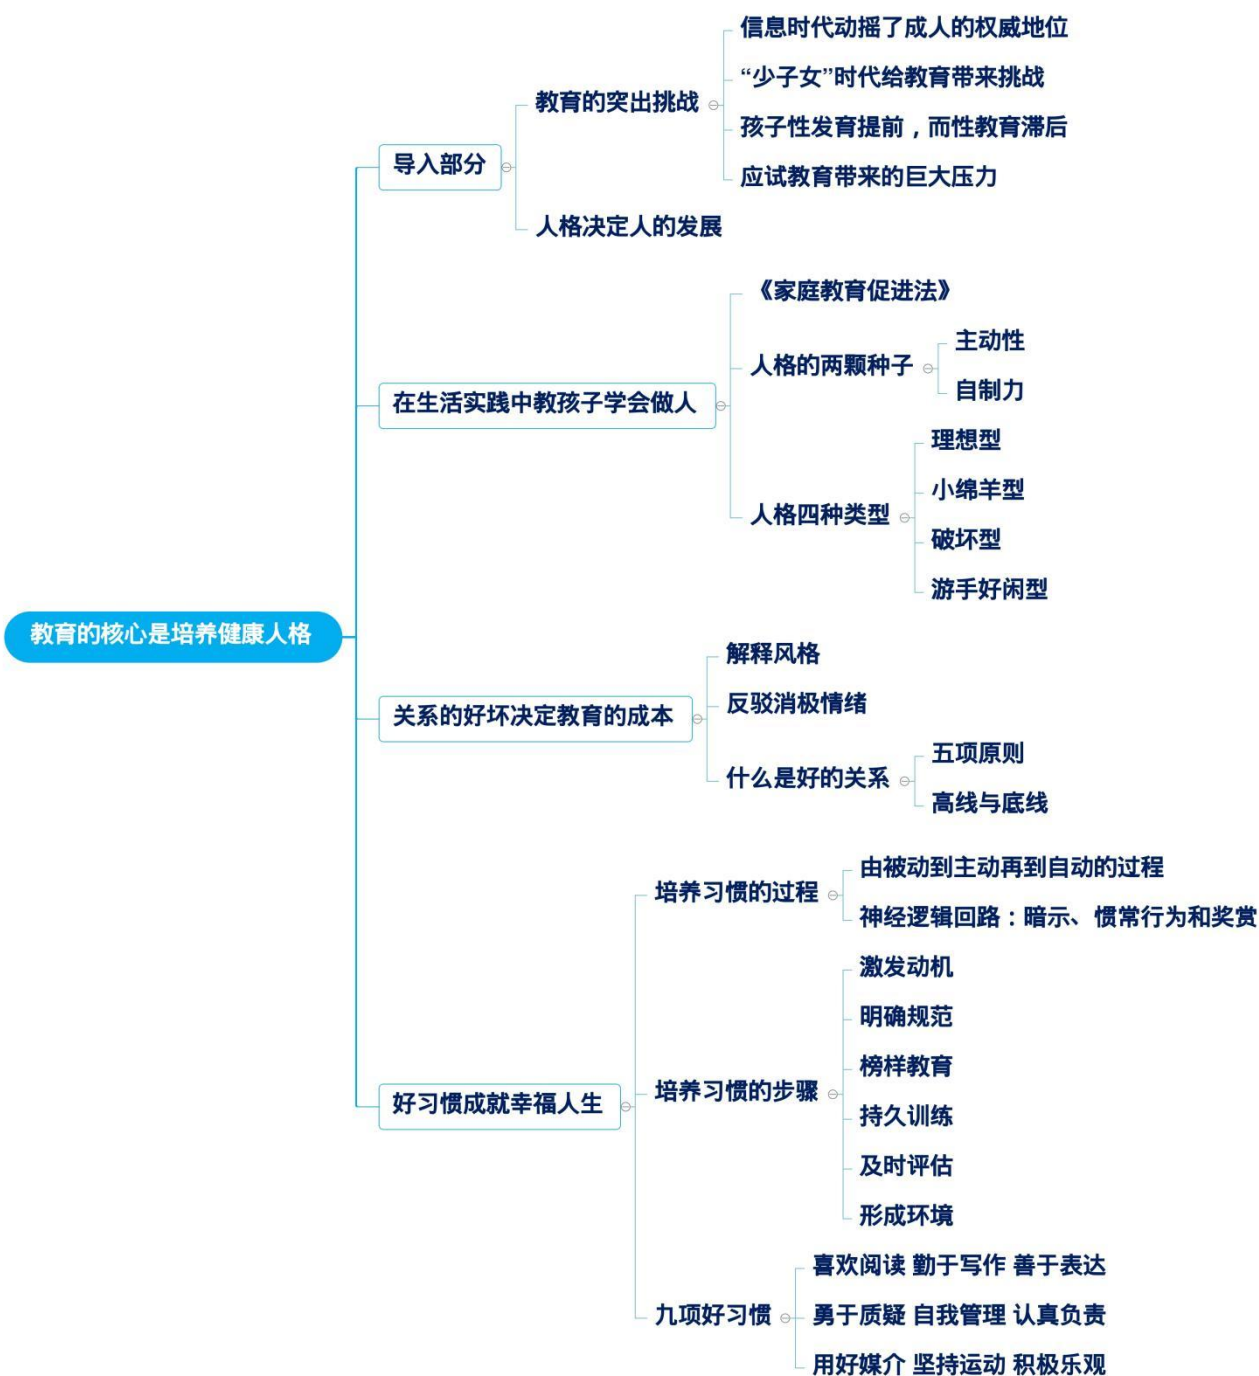 教育的核心是培养健康人格
导入部分
教育的突出挑战
信息时代动摇了成人的权威地位
“少子女”时代给教育带来挑战
孩子性发育提前，而性教育滞后
应试教育带来的巨大压力
人格决定人的发展
在生活实践中教孩子学会做人
《家庭教育促进法》
人格的两颗种子
主动性
自制力
人格四种类型
理想型
小绵羊型
破坏型
游手好闲型
关系的好坏决定教育的成本
解释风格
反驳消极情绪
什么是好的关系
五项原则
高线与底线
好习惯成就幸福人生
培养习惯的过程
由被动到主动再到自动的过程
神经逻辑回路：暗示、惯常行为和奖赏
培养习惯的步骤
激发动机
明确规范
榜样教育
持久训练
及时评估
形成环境
九项好习惯
喜欢阅读 勤于写作 善于表达
勇于质疑 自我管理 认真负责
用好媒介 坚持运动 积极乐观